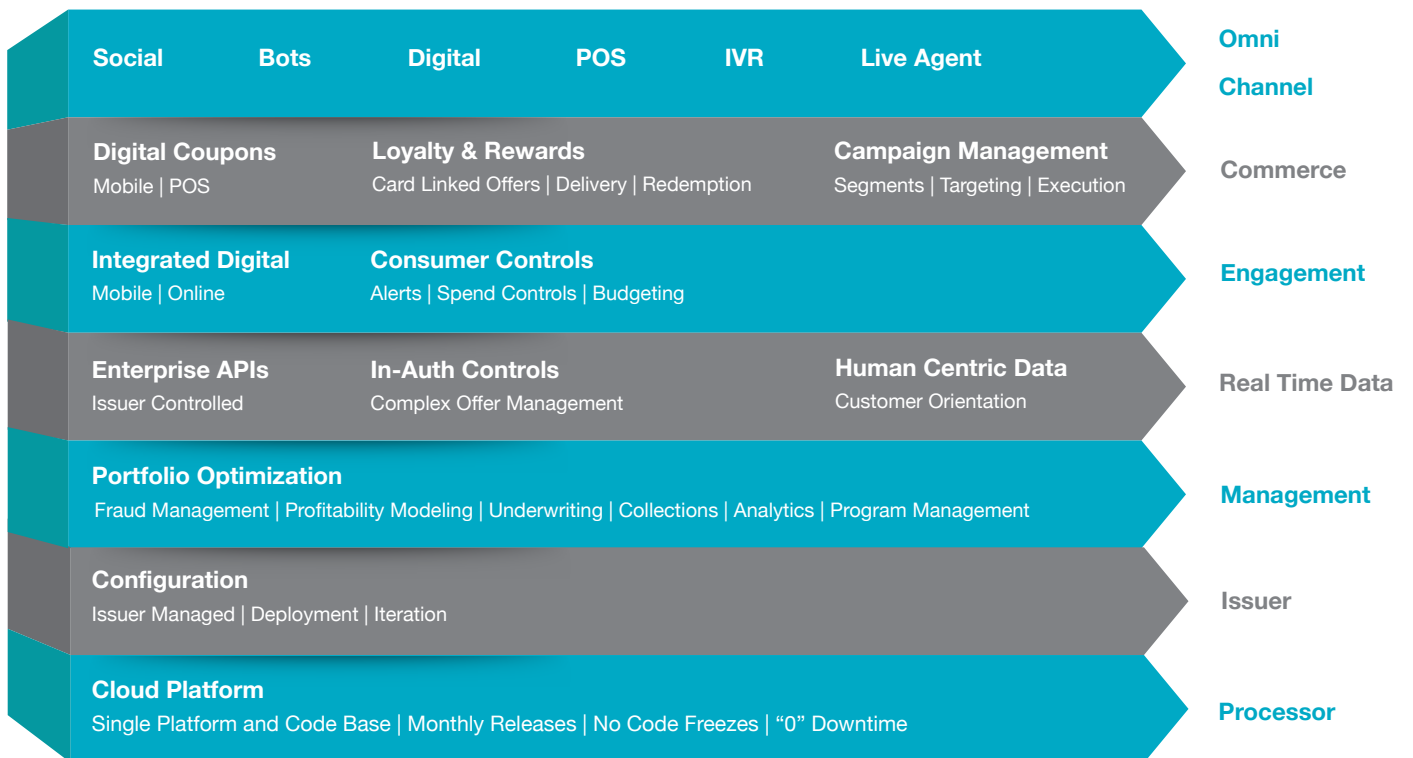 Social Bots Digital POS IVR Live Agent
Omni
Channel
Digital Coupons
Mobile | POS
Loyalty & Rewards
Card Linked Offers | Delivery | Redemption
Campaign Management
Segments | Targeting | Execution
Commerce
Integrated Digital
Mobile | Online
Consumer Controls
Alerts | Spend Controls | Budgeting
Engagement
Enterprise APIs
Issuer Controlled
In-Auth Controls
Complex Offer Management
Human Centric Data
Customer Orientation
Real Time Data
Portfolio Optimization
Fraud Management | Profitability Modeling | Underwriting | Collections | Analytics | Program Management
Management
Configuration
Issuer Managed | Deployment | Iteration
Issuer
Cloud Platform
Single Platform and Code Base | Monthly Releases | No Code Freezes | “0” Downtime
Processor